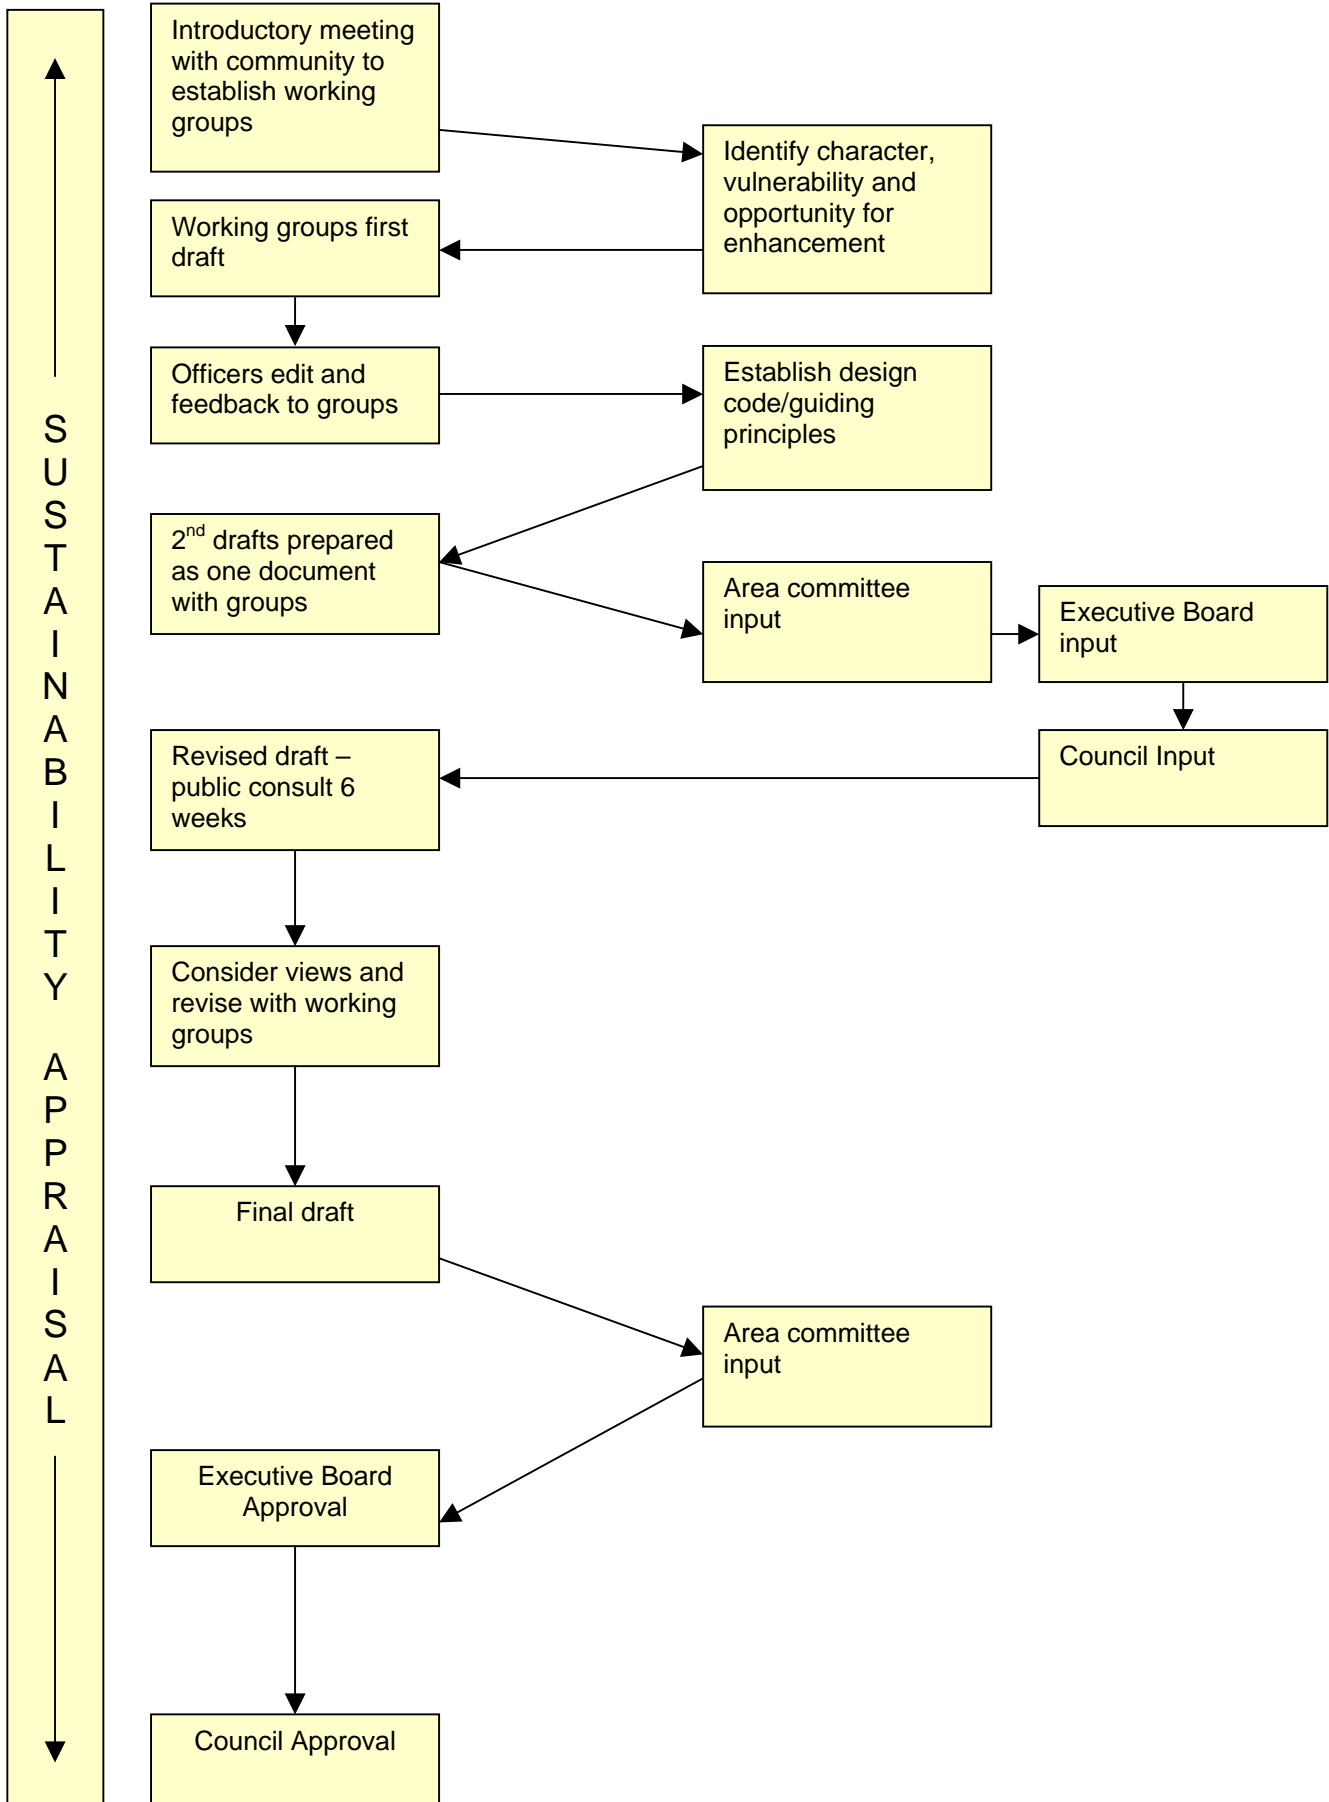 Introductory meeting
with community to
establish working
groups
Identify character,
vulnerability and
opportunity for
enhancement
Working groups first
draft
Officers edit and
feedback to groups
Establish design
code/guiding
principles
2nd drafts prepared
as one document
with groups
Area committee
input
Executive Board
input
Council Input
Revised draft –
public consult 6
weeks
Consider views and
revise with working
groups
Final draft
Area committee
input
Executive Board
Approval
Council Approval
SUSTAINABILITY APPRAISAL